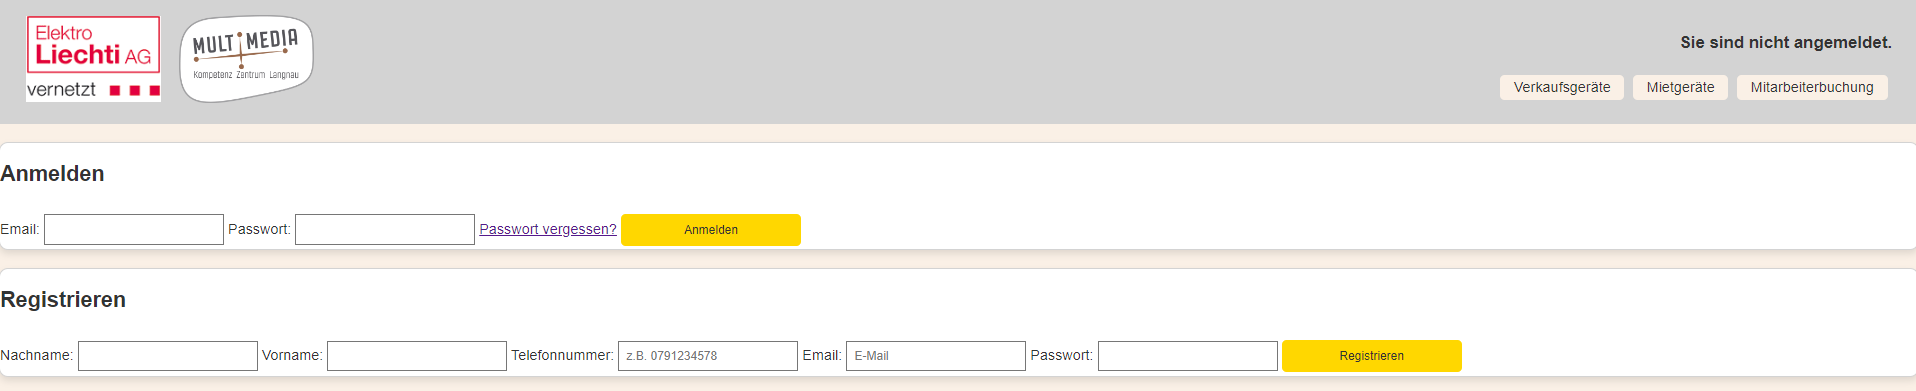 Elektro
Liechti AG
vernetzt
MULTIMEDIA
Kompetenz Zentrum Langnau
Sie sind nicht angemeldet.
Verkaufsgeräte Mietgeräte Mitarbeiterbuchung
Anmelden
Email: Passwort: Passwort vergessen? Anmelden
Registrieren
Nachname: Vorname: Telefonnummer: z.B. 0791234578 Email: E-Mail Passwort: Registrieren